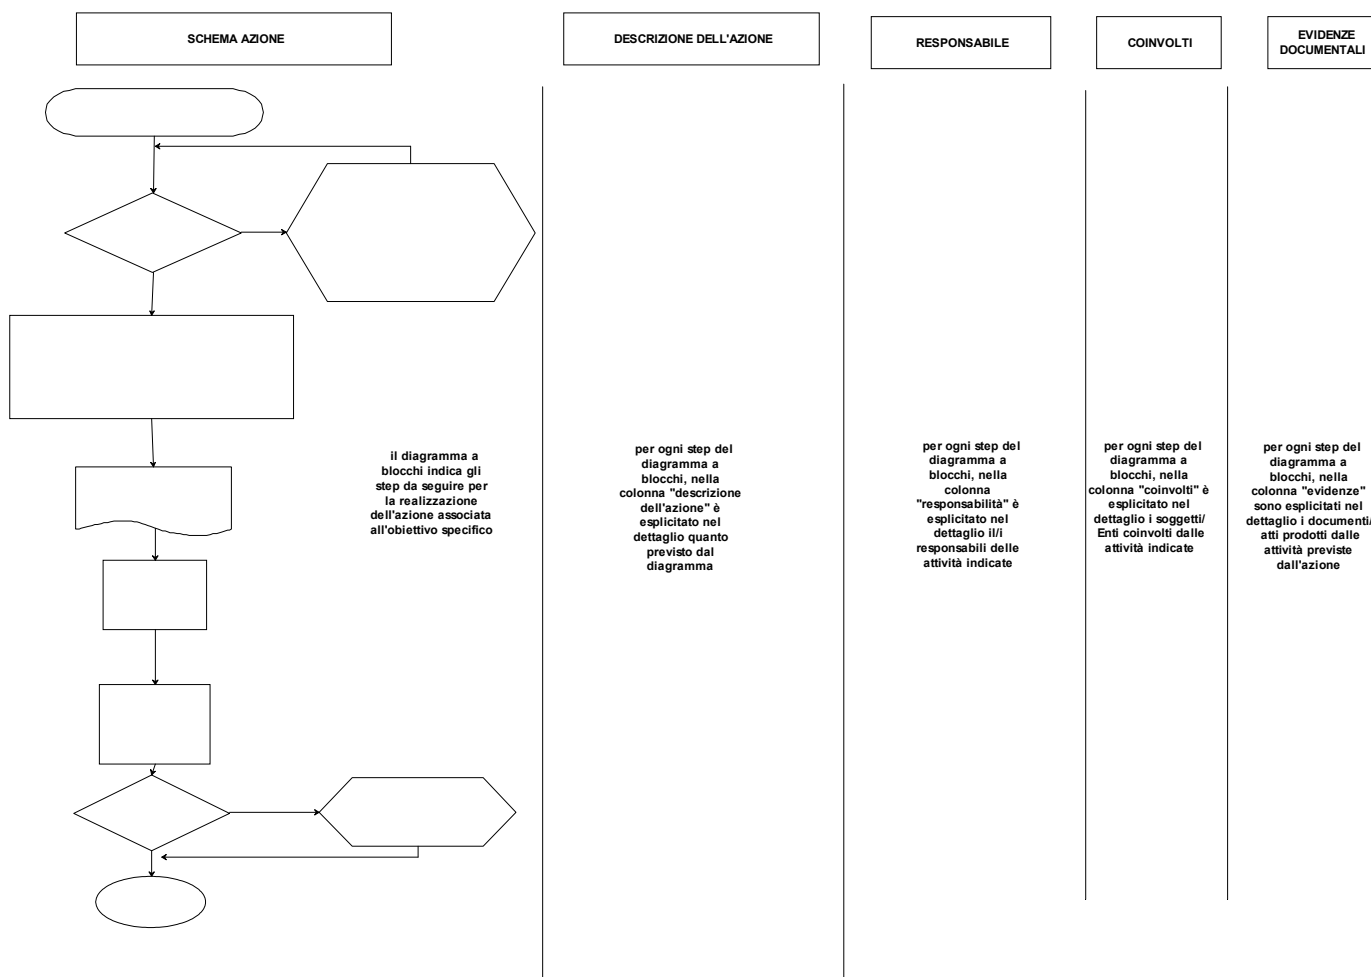 SCHEMA AZIONE
DESCRIZIONE DELL'AZIONE
RESPONSABILE
COINVOLTI
EVIDENZE
DOCUMENTALI
il diagramma a
blocchi indica gli
step da seguire per
la realizzazione
dell'azione associata
all'obiettivo specifico
per ogni step del
diagramma a
blocchi, nella
colonna "descrizione
dell'azione" è
esplicitato nel
dettaglio quanto
previsto dal
diagramma
per ogni step del
diagramma a
blocchi, nella
colonna
"responsabilità" è
esplicitato nel
dettaglio il/i
responsabili delle
attività indicate
per ogni step del
diagramma a
blocchi, nella
colonna "coinvolti" è
esplicitato nel
dettaglio i soggetti/
Enti coinvolti dalle
attività indicate
per ogni step del
diagramma a
blocchi, nella
colonna "evidenze"
sono esplicitati nel
dettaglio i documenti/
atti prodotti dalle
attività previste
dall'azione